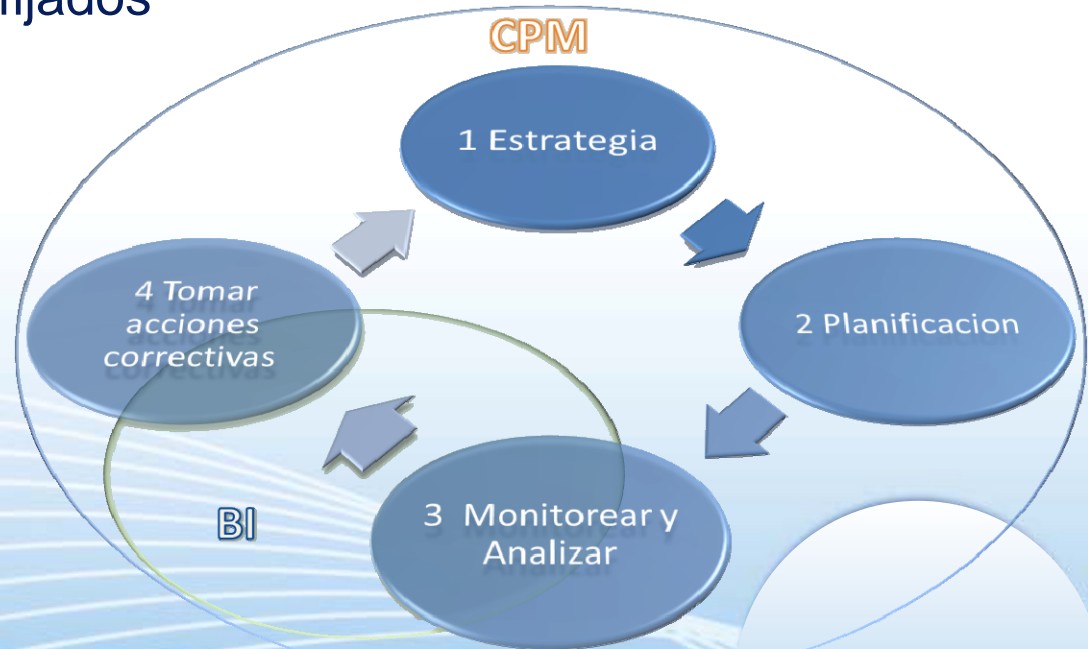 fijados
CPM
1 Estrategia
2 Planificacion
4 Tomar
acciones
correctivas
3 Monitorear y
Analizar
BI